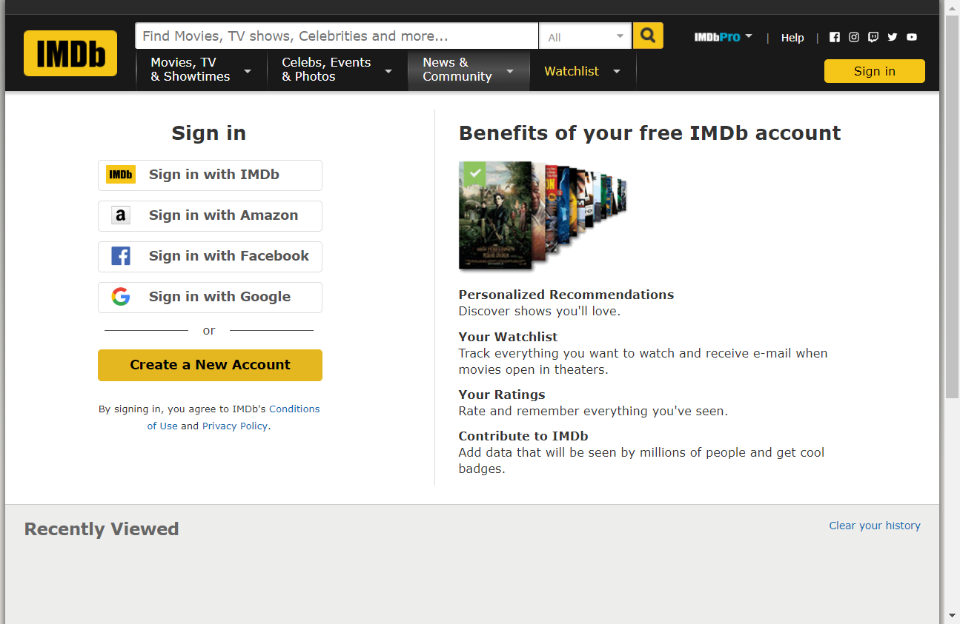 IMDb
Find Movies, TV shows, Celebrities and more...
All
IMDbPro
|
Help
|
Movies, TV
& Showtimes
Celebs, Events
& Photos
News &
Community
Watchlist
Sign in
Sign in
IMDb Sign in with IMDb
a Sign in with Amazon
f Sign in with Facebook
G Sign in with Google
or
Create a New Account
By signing in, you agree to IMDb's Conditions
of Use and Privacy Policy.
Benefits of your free IMDb account
Personalized Recommendations
Discover shows you'll love.
Your Watchlist
Track everything you want to watch and receive e-mail when
movies open in theaters.
Your Ratings
Rate and remember everything you've seen.
Contribute to IMDb
Add data that will be seen by millions of people and get cool
badges.
Recently Viewed
Clear your history